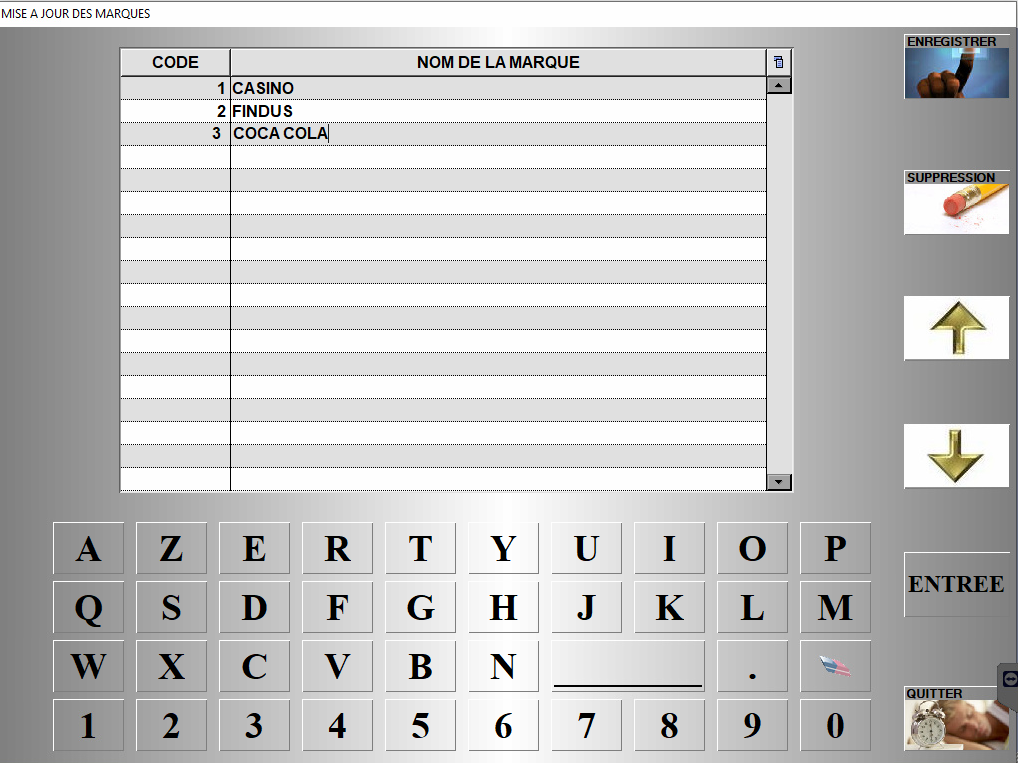 MISE A JOUR DES MARQUES
CODE NOM DE LA MARQUE
1 CASINO
2 FINDUS
3 COCA COLA
ENREGISTRER
SUPPRESSION
ENTREE
QUITTER
A Z E R T Y U I O P
Q S D F G H J K L M
W X C V B N .
1 2 3 4 5 6 7 8 9 0